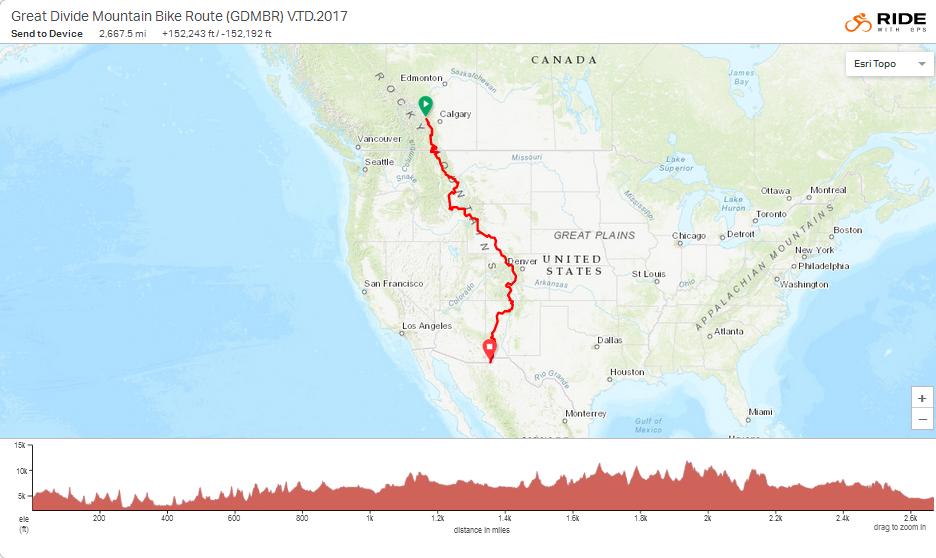 Great Divide Mountain Bike Route (GDMBR) V.TD.2017
Send to Device 2,667.5 mi +152,243 ft / -152,192 ft
RIDE
WITH GPS
Esri Topo
CANADA
James
Bay
Edmonton
Saskatchewan
ROCKY
Calgary
Vancouver
Seattle
Columbia
Snake
Missouri
Lake
Superior
Mississippi
Lake
Huron
Ottawa
Montreal
Toronto
Boston
Chicago
Detroit
New York
Philadelphia
Washington
GREAT PLAINS
UNITED
STATES
Denver
St Louis
Ohio
Arkansas
Colorado
APPALACHIAN MOUNTAINS
San Francisco
Los Angeles
Atlanta
Dallas
Houston
Rio Grande
Monterrey
Gulf of
Mexico
Miami
+
−
15k
10k
5k
ele
(ft)
200 400 600 800 1k 1.2k 1.4k 1.6k 1.8k 2k 2.2k 2.4k 2.6k
distance in miles
drag to zoom in